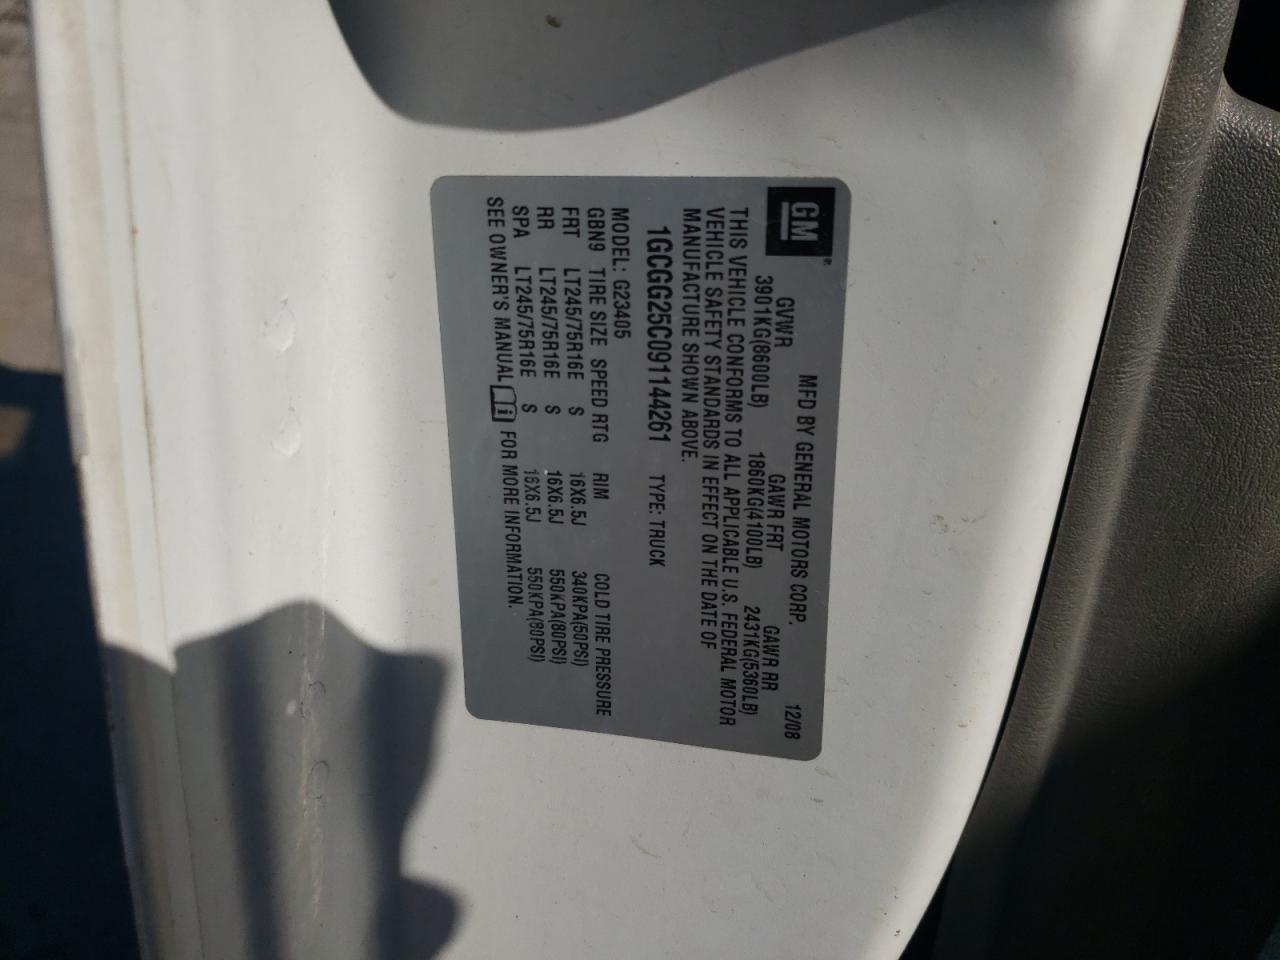 GM®
MFD BY GENERAL MOTORS CORP. 12/08
GVWR GAWR FRT GAWR RR
3901KG(8600LB) 1860KG(4100LB) 2431KG(5360LB)
THIS VEHICLE CONFORMS TO ALL APPLICABLE U.S. FEDERAL MOTOR
VEHICLE SAFETY STANDARDS IN EFFECT ON THE DATE OF
MANUFACTURE SHOWN ABOVE.
1GCGG25C091144261 TYPE: TRUCK
MODEL: G23405
GBN9 TIRE SIZE SPEED RTG RIM COLD TIRE PRESSURE
FRT LT245/75R16E S 16X6.5J 340KPA(50PSI)
RR LT245/75R16E S 16X6.5J 550KPA(80PSI)
SPA LT245/75R16E S 16X6.5J 550KPA(80PSI)
SEE OWNER'S MANUAL i FOR MORE INFORMATION.